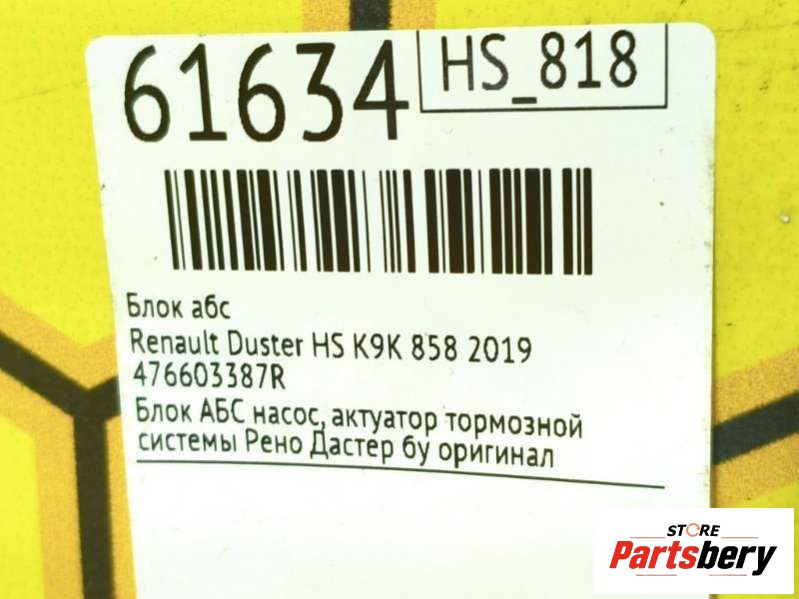 61634
HS_818
Блок абс
Renault Duster HS K9K 858 2019
476603387R
Блок АБС насос, актуатор тормозной
системы Рено Дастер бу оригинал
STORE
Partsbery